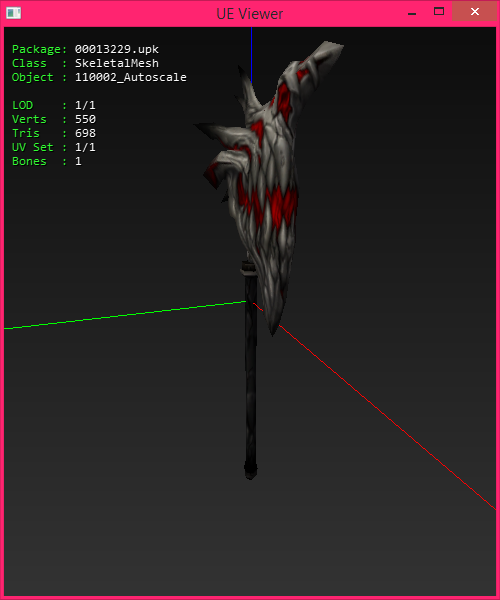 UE Viewer
Package: 00013229.upk
Class  : SkeletalMesh
Object : 110002_Autoscale
LOD    : 1/1
Verts  : 550
Tris   : 698
UV Set : 1/1
Bones  : 1